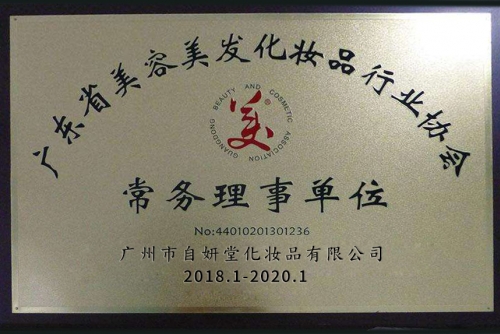 广东省美容美发化妆品行业协会
GUANGDONG BEAUTY AND COSMETIC ASSOCIATION
美®
常务理事单位
No:44010201301236
广州市自妍堂化妆品有限公司
2018.1-2020.1